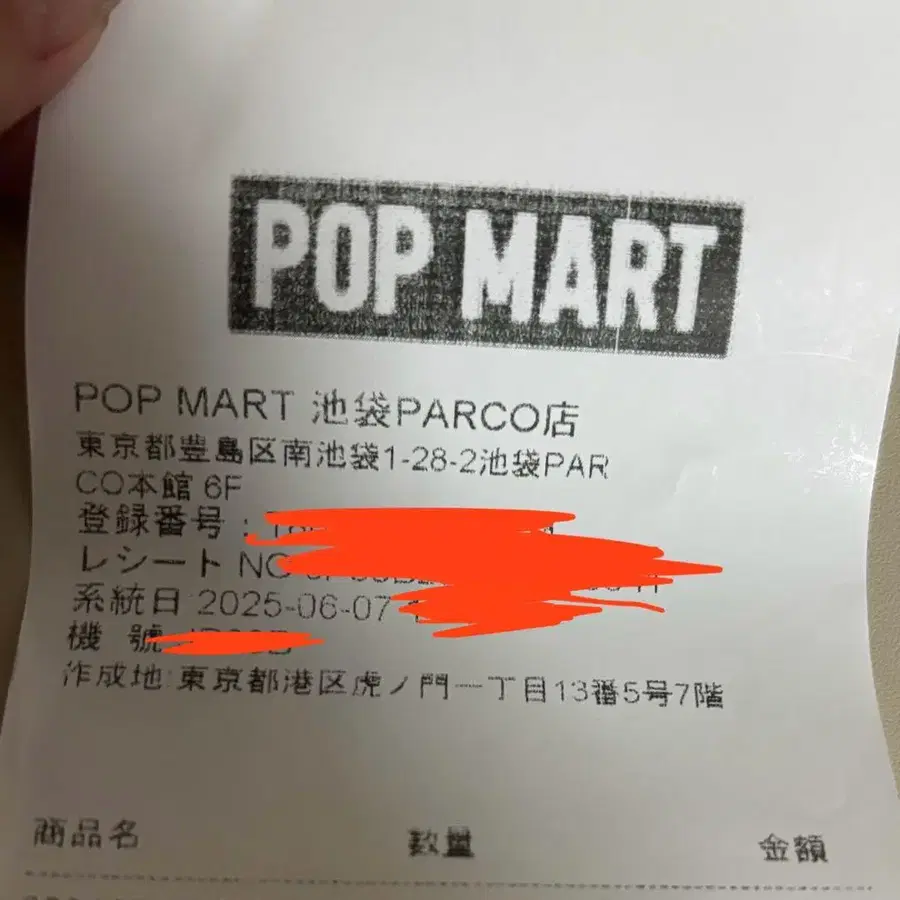 POP MART
POP MART 池袋PARCO店
東京都豊島区南池袋1-28-2池袋PAR
CO本館 6F
登録番号:
レシート NO
系統日 2025-06-07
機 號
作成地:東京都港区虎ノ門一丁目13番5号7階
商品名 数量 金額